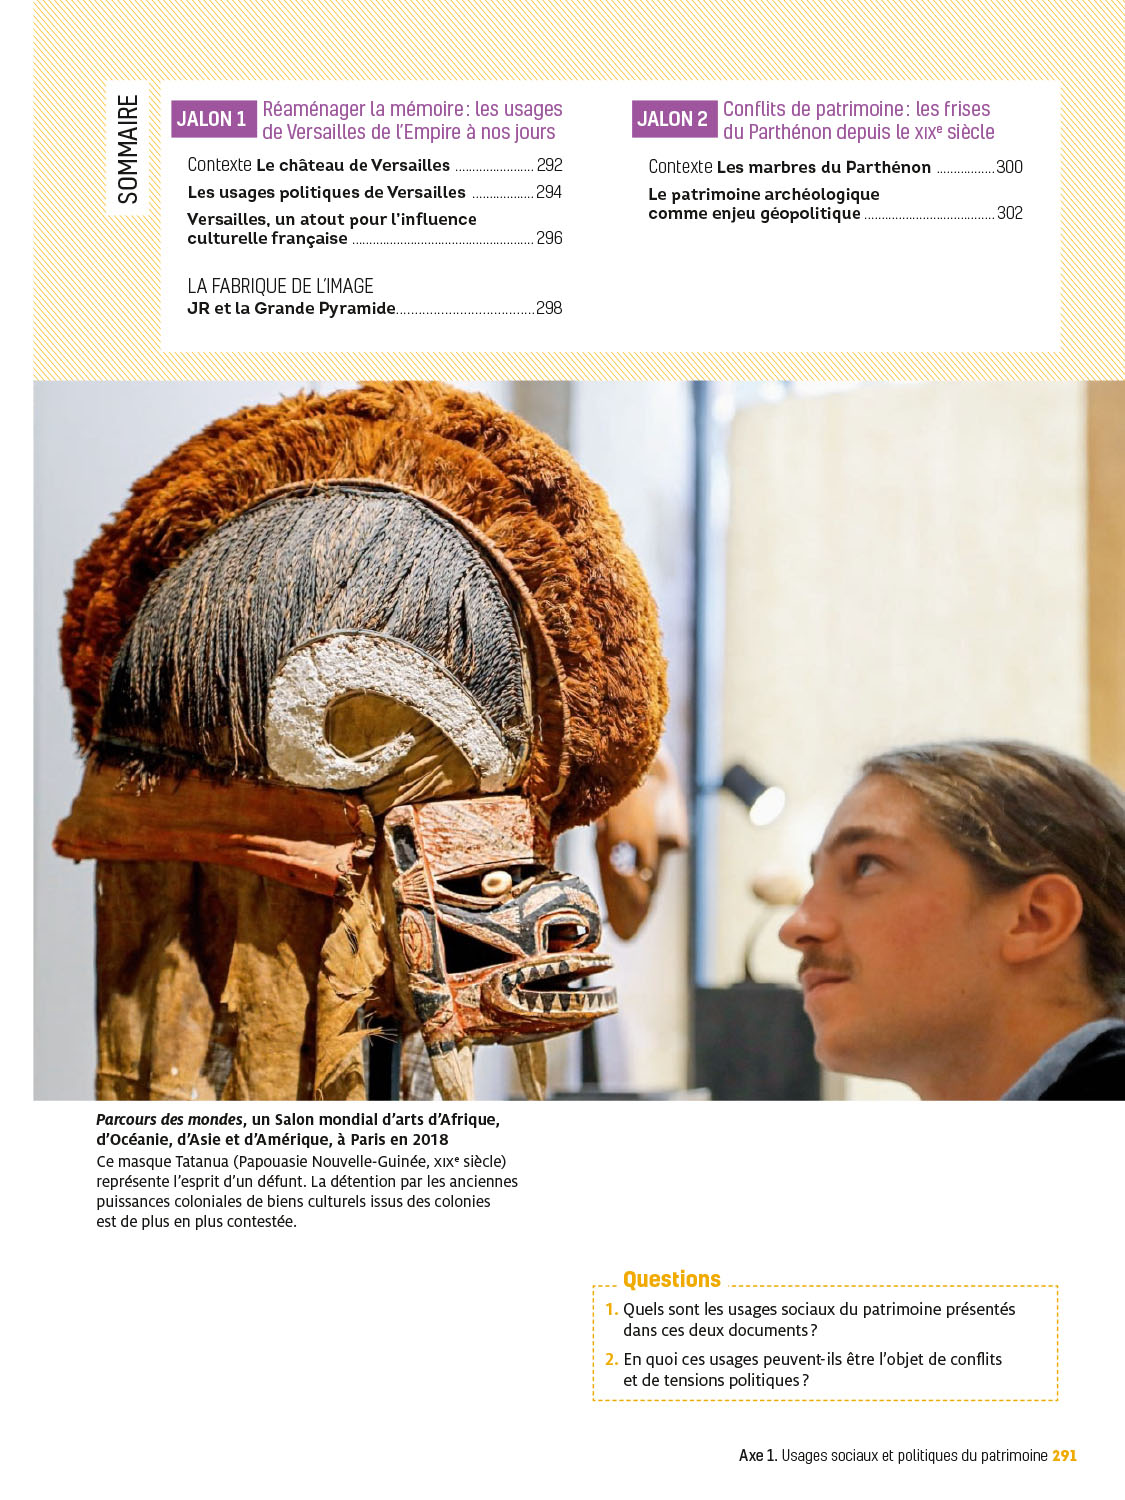 SOMMAIRE
JALON 1 Réaménager la mémoire : les usages
de Versailles de l'Empire à nos jours
Contexte Le château de Versailles ....................... 292
Les usages politiques de Versailles .................. 294
Versailles, un atout pour l'influence
culturelle française ..................................................... 296
LA FABRIQUE DE L'IMAGE
JR et la Grande Pyramide..................................... 298
JALON 2 Conflits de patrimoine : les frises
du Parthénon depuis le XIXe siècle
Contexte Les marbres du Parthénon ................. 300
Le patrimoine archéologique
comme enjeu géopolitique ...................................... 302
Parcours des mondes, un Salon mondial d'arts d'Afrique,
d'Océanie, d'Asie et d'Amérique, à Paris en 2018
Ce masque Tatanua (Papouasie Nouvelle-Guinée, XIXe siècle)
représente l'esprit d'un défunt. La détention par les anciennes
puissances coloniales de biens culturels issus des colonies
est de plus en plus contestée.
Questions
1. Quels sont les usages sociaux du patrimoine présentés
dans ces deux documents ?
2. En quoi ces usages peuvent-ils être l'objet de conflits
et de tensions politiques ?
Axe 1. Usages sociaux et politiques du patrimoine 291